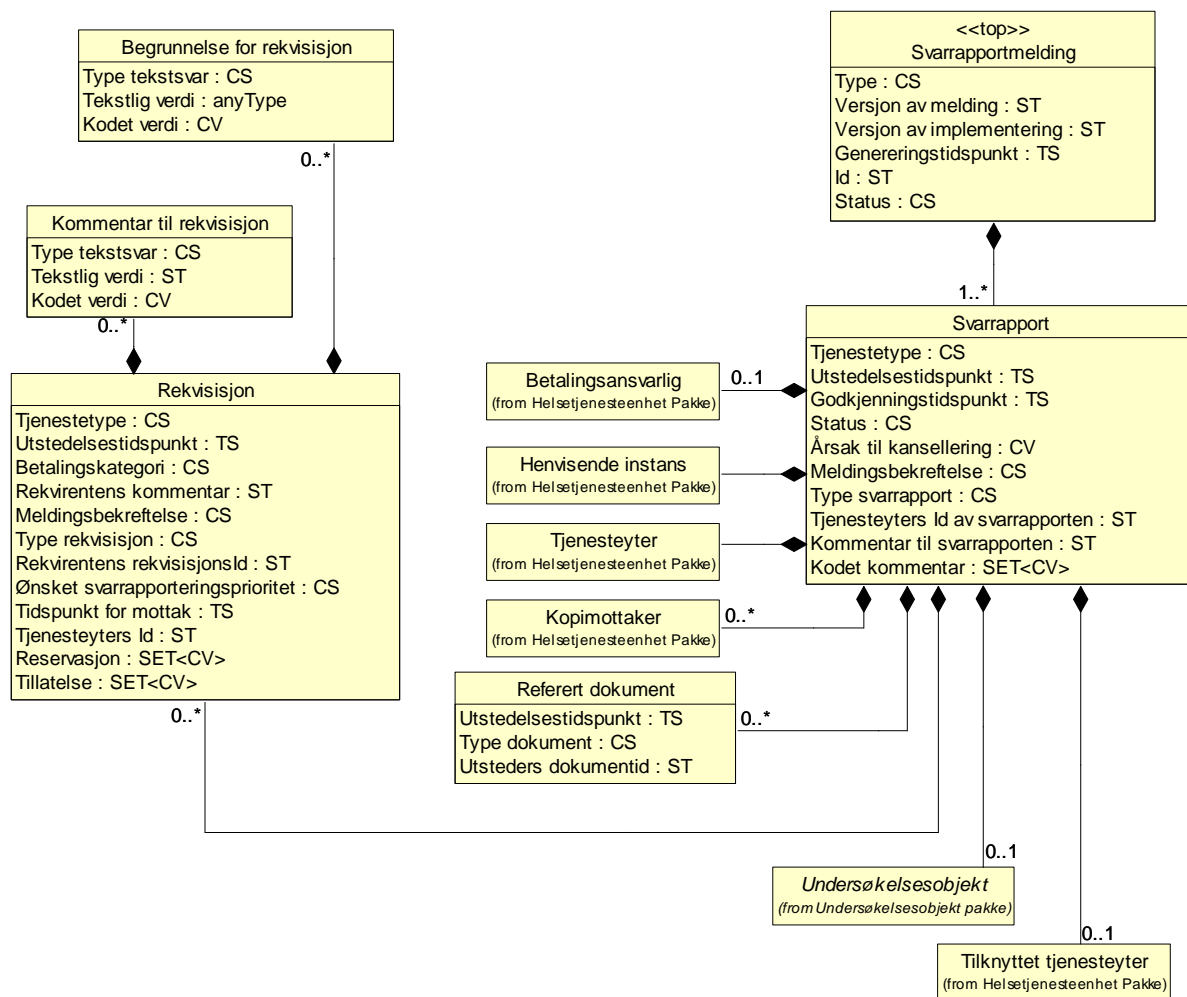 Begrunnelse for rekvisisjon
Type tekstsvar : CS
Tekstlig verdi : anyType
Kodet verdi : CV
0..*
Kommentar til rekvisisjon
Type tekstsvar : CS
Tekstlig verdi : ST
Kodet verdi : CV
0..*
Rekvisisjon
Tjenestetype : CS
Utstedelsestidspunkt : TS
Betalingskategori : CS
Rekvirentens kommentar : ST
Meldingsbekreftelse : CS
Type rekvisisjon : CS
Rekvirentens rekvisisjonsId : ST
Ønsket svarrapporteringsprioritet : CS
Tidspunkt for mottak : TS
Tjenesteyters Id : ST
Reservasjon : SET<CV>
Tillatelse : SET<CV>
0..*
<<top>>
Svarrapportmelding
Type : CS
Versjon av melding : ST
Versjon av implementering : ST
Genereringstidspunkt : TS
Id : ST
Status : CS
1..*
Svarrapport
Tjenestetype : CS
Utstedelsestidspunkt : TS
Godkjenningstidspunkt : TS
Status : CS
Årsak til kansellering : CV
Meldingsbekreftelse : CS
Type svarrapport : CS
Tjenesteyters Id av svarrapporten : ST
Kommentar til svarrapporten : ST
Kodet kommentar : SET<CV>
Betalingsansvarlig
(from Helsetjenesteenhet Pakke)
0..1
Henvisende instans
(from Helsetjenesteenhet Pakke)
Tjenesteyter
(from Helsetjenesteenhet Pakke)
Kopimottaker
(from Helsetjenesteenhet Pakke)
0..*
Referert dokument
Utstedelsestidspunkt : TS
Type dokument : CS
Utsteders dokumentid : ST
0..*
0..1
Undersøkelsesobjekt
(from Undersøkelsesobjekt pakke)
0..1
Tilknyttet tjenesteyter
(from Helsetjenesteenhet Pakke)